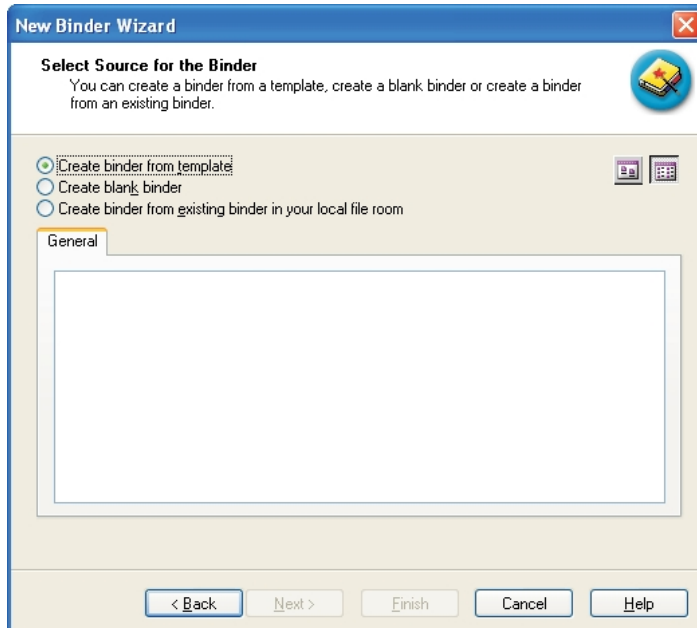 New Binder Wizard
Select Source for the Binder
You can create a binder from a template, create a blank binder or create a binder
from an existing binder.
Create binder from template
Create blank binder
Create binder from existing binder in your local file room
General
< Back
Next >
Finish
Cancel
Help